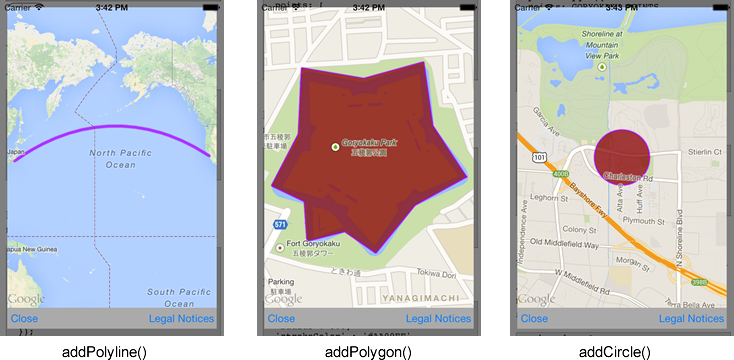 Carrier 3:42 PM
Japan
North Pacific
Ocean
Papua New Guinea
South Pacific
Ocean
Google
Close Legal Notices
});
addPolyline()
Carrier 3:42 PM
Goryokaku Park
五稜郭公園
市五稜郭
駐車場
571
Fort Goryokaku
五稜郭タワー
Parking
駐車場
ときわ通
Tokiwa Dori
YANAGIMACHI
Google
Close Legal Notices
addPolygon()
Carrier 3:43 PM
Shoreline at
Mountain
View Park
Garcia Ave
101
400B
Stierlin Ct
Charleston Rd
Bayshore Fwy
Alta Ave
Huff Ave
Leghorn St
Plymouth St
Independence Ave
Colony St
Old Middlefield Way
N Shoreline Blvd
Morgan St
W Middlefield Rd
399B
Terra Bella Ave
Google
Close Legal Notices
addCircle()